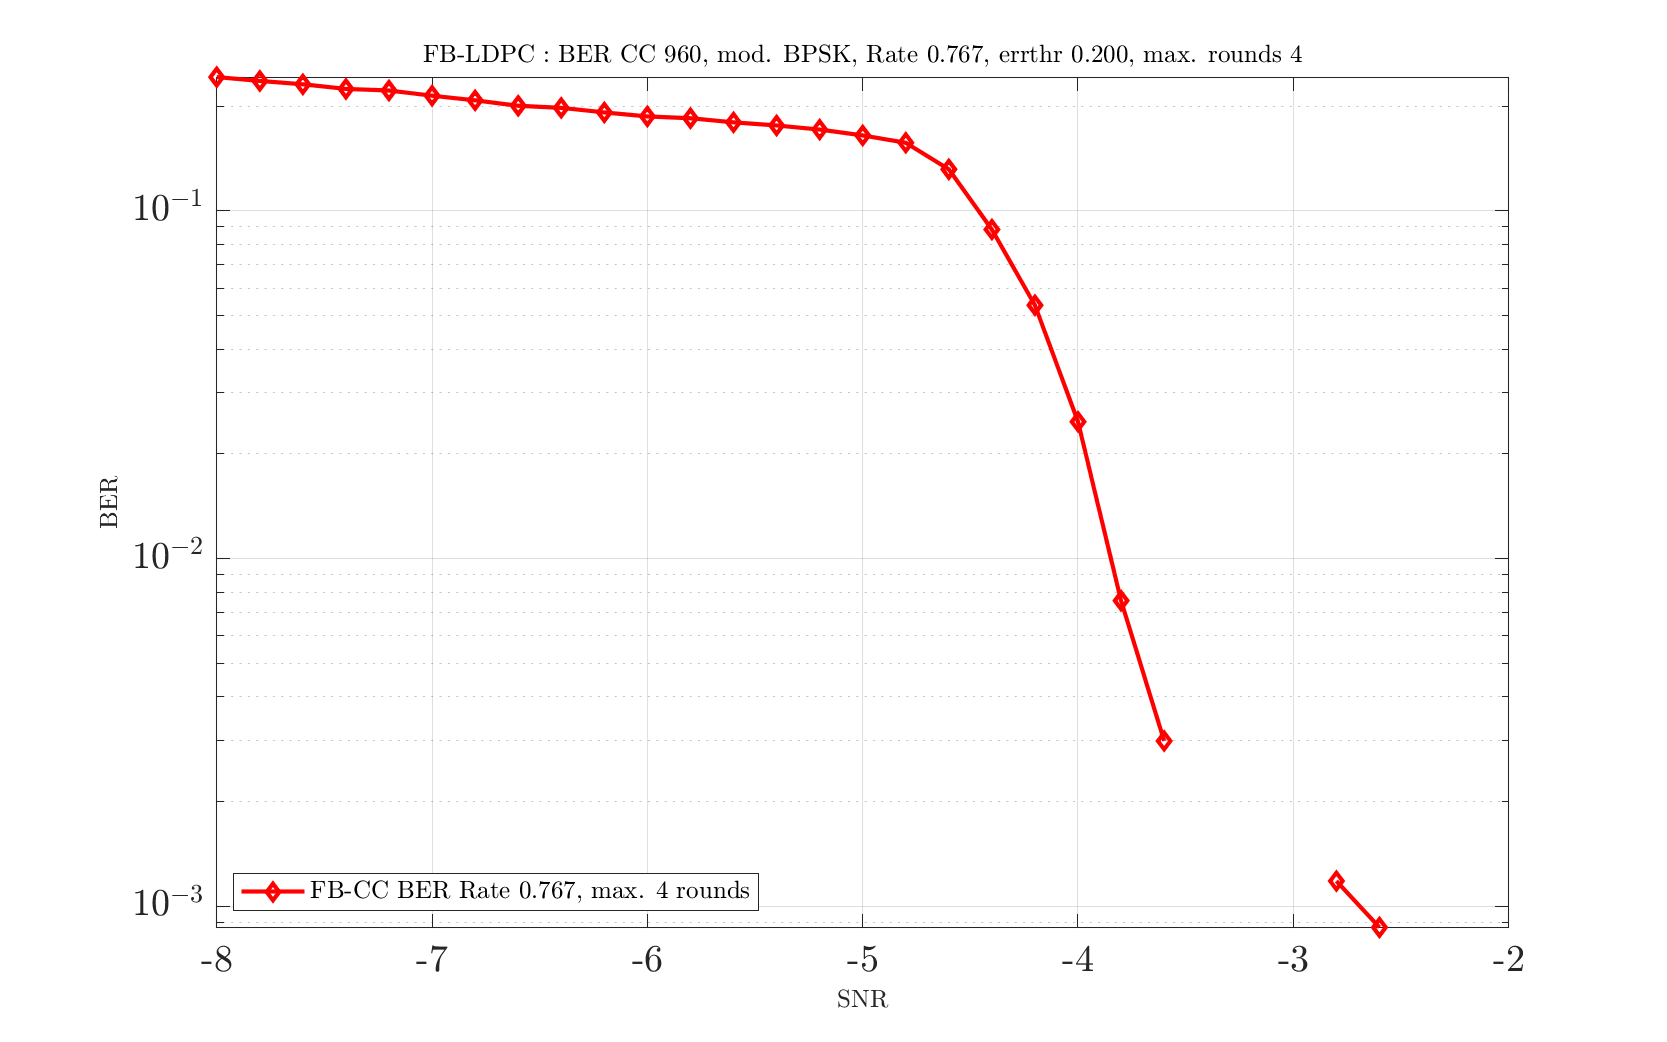 FB-LDPC : BER CC 960, mod. BPSK, Rate 0.767, errthr 0.200, max. rounds 4
10^{-1}
10^{-2}
10^{-3}
BER
FB-CC BER Rate 0.767, max. 4 rounds
-8 -7 -6 -5 -4 -3 -2
SNR